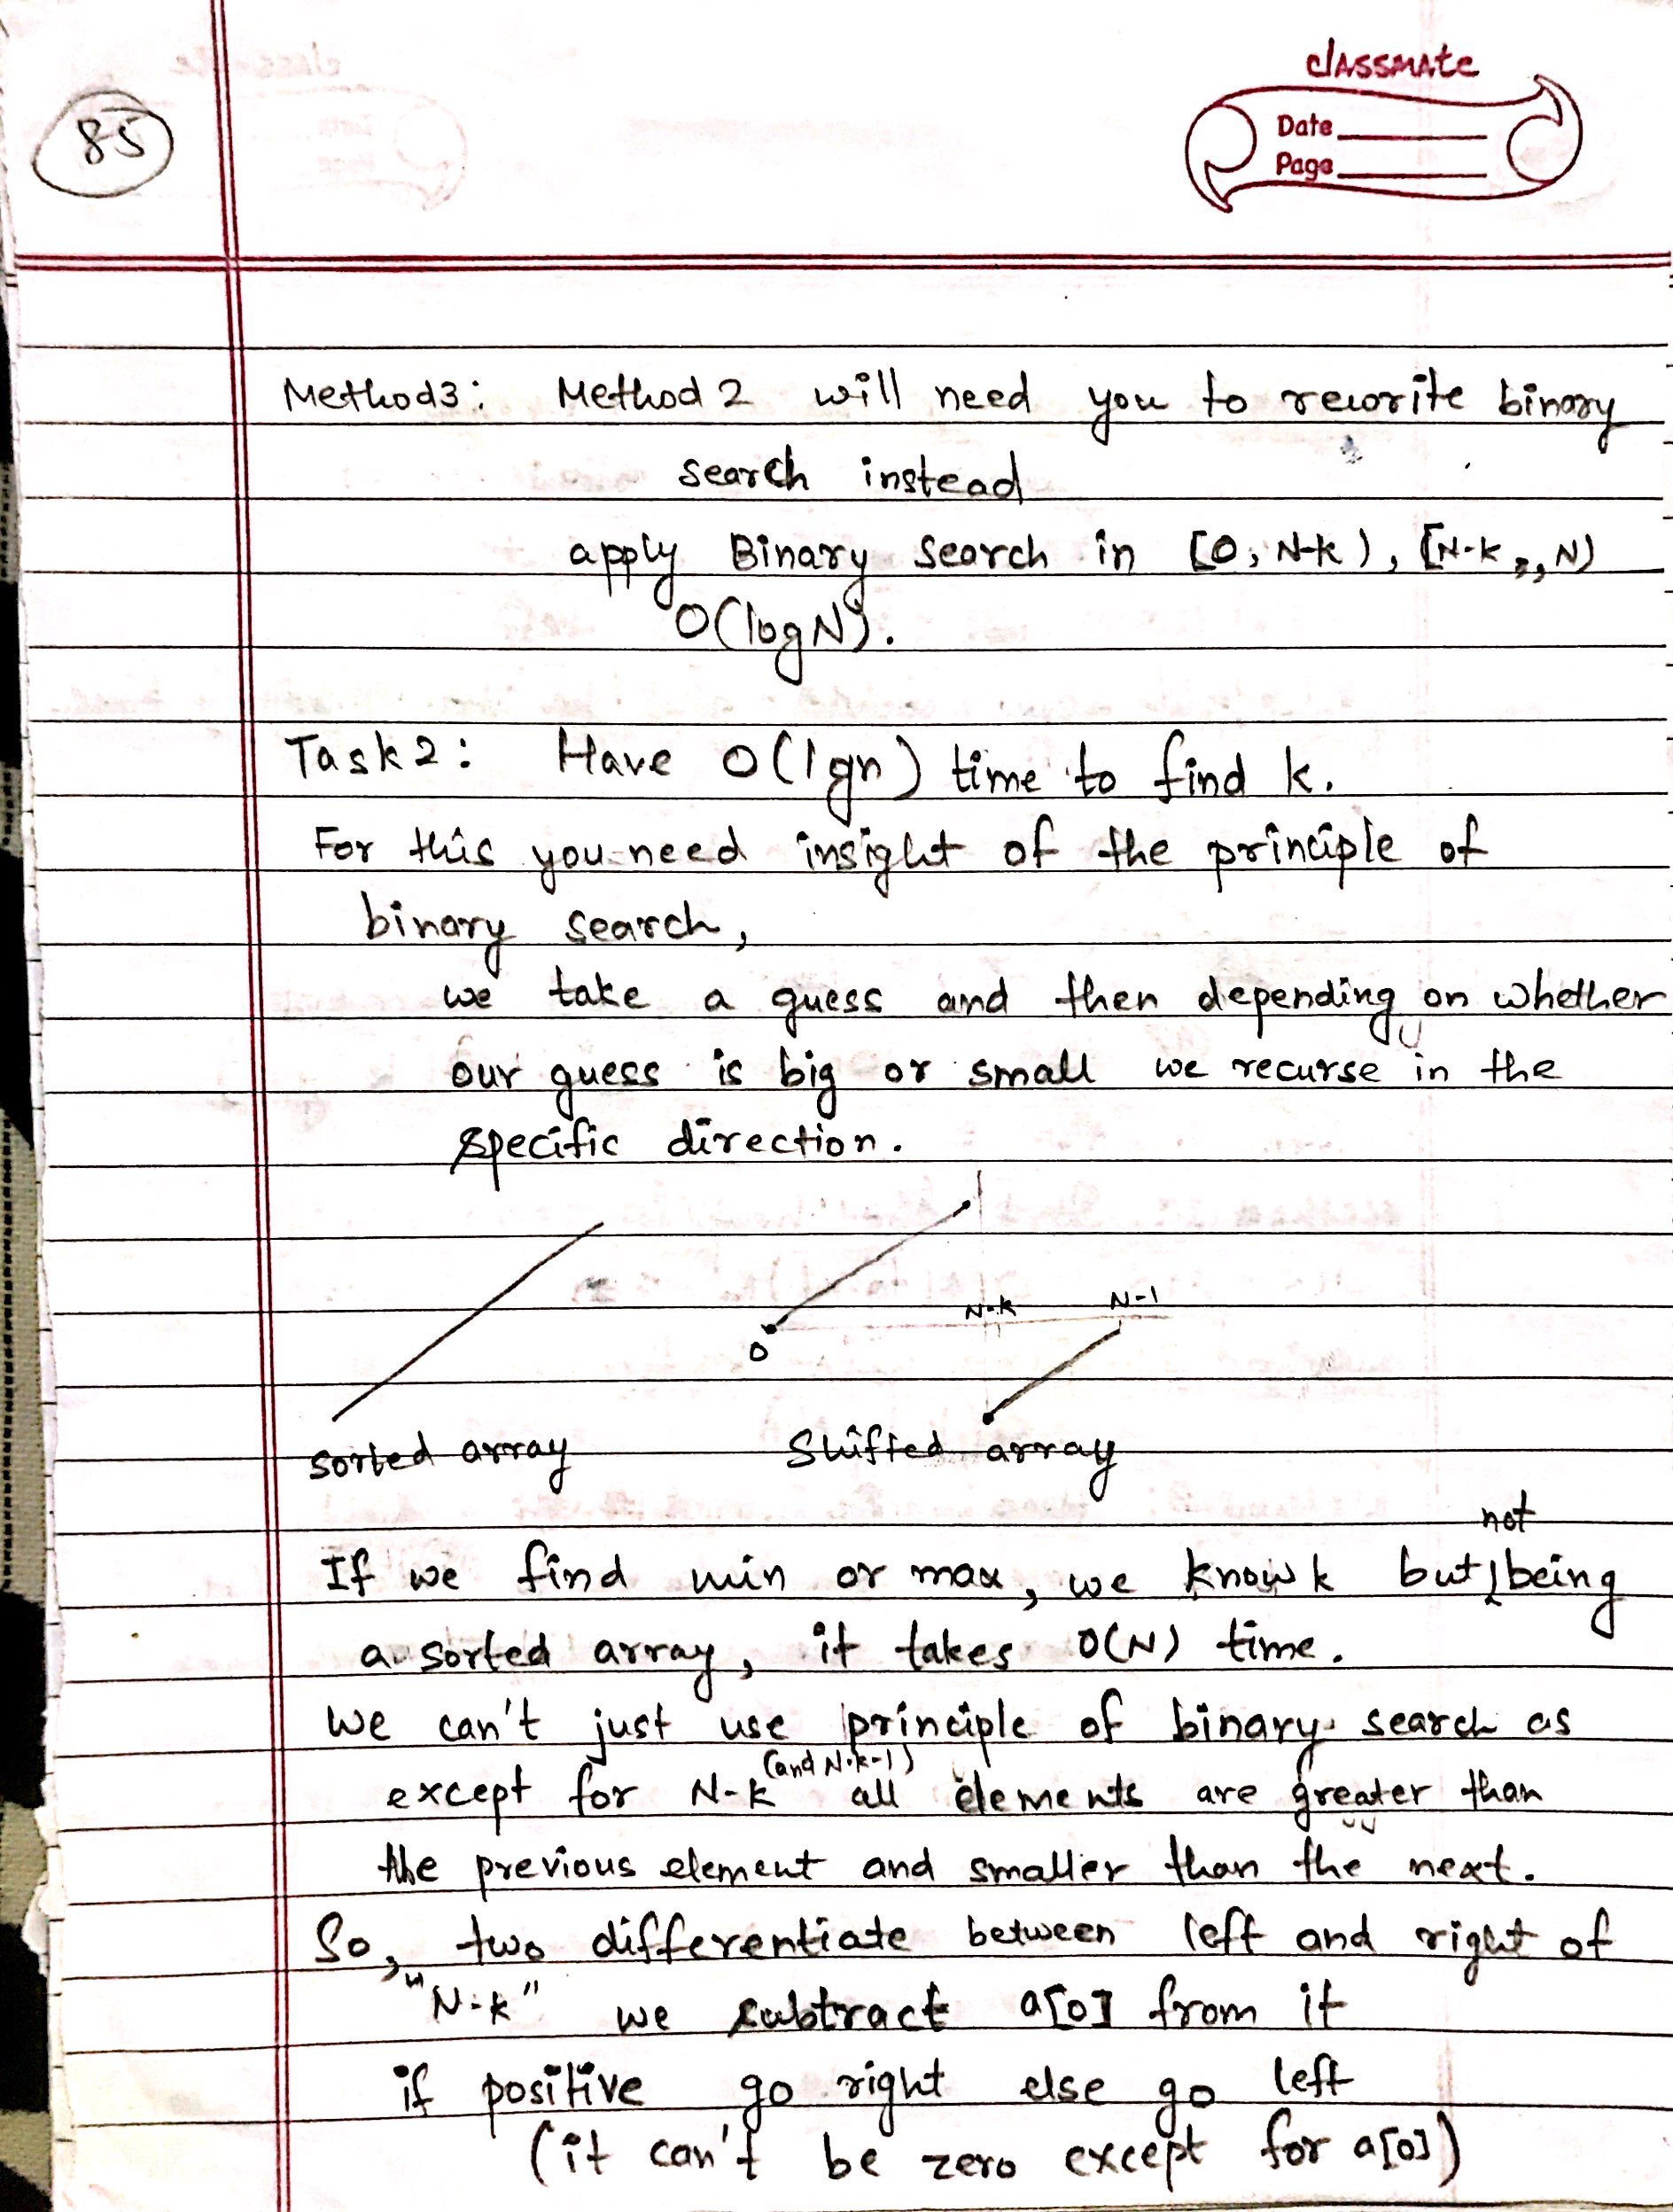 classmate
85
Date
Page
Method3: Method 2 will need you to rewrite binary
search instead
apply Binary Search in [0, N-k), [N-k,,, N)
O(logN).
Task2: Have O(lgn) time to find k.
For this you need insight of the principle of
binary search,
we take a guess and then depending on whether
our guess is big or small we recurse in the
specific direction.
N-k N-1
0
sorted array Shifted array
not
If we find min or max, we know k but being
a sorted array, it takes O(N) time.
We can't just use principle of binary search as
(and N-k-1)
except for N-k all elements are greater than
the previous element and smaller than the next.
So, two differentiate between left and right of
"N-k" we subtract a[0] from it
if positive go right else go left
(it can't be zero except for a[0])